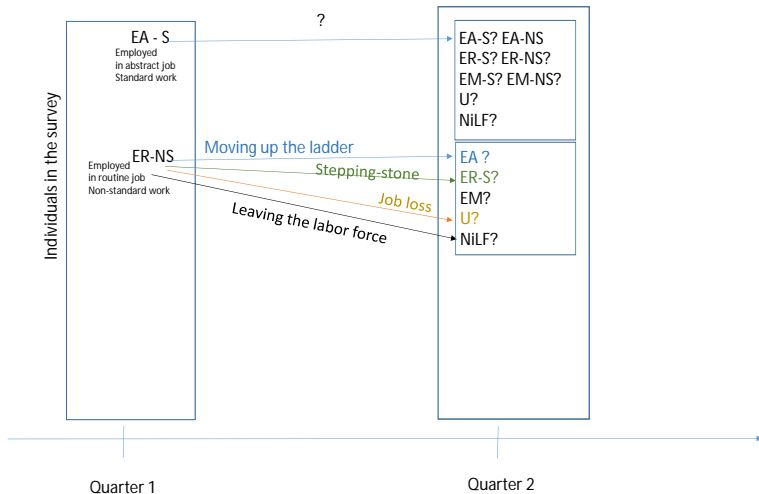 ?
EA - S
Employed
in abstract job
Standard work
EA-S? EA-NS
ER-S? ER-NS?
EM-S? EM-NS?
U?
NiLF?
Individuals in the survey
ER-NS
Employed
in routine job
Non-standard work
Moving up the ladder
Stepping-stone
Job loss
Leaving the labor force
EA ?
ER-S?
EM?
U?
NiLF?
Quarter 1
Quarter 2